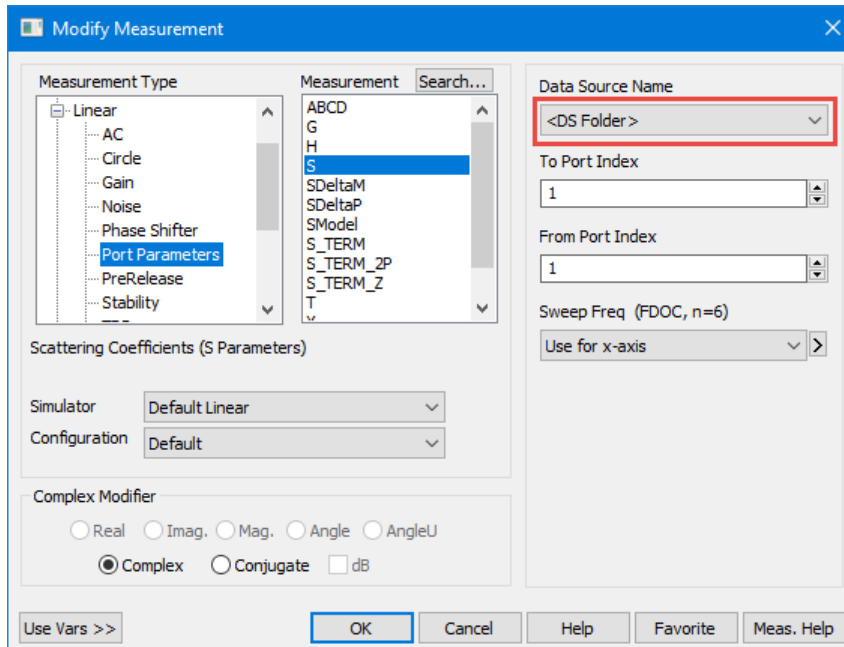 Modify Measurement
Measurement Type
Linear
AC
Circle
Gain
Noise
Phase Shifter
Port Parameters
PreRelease
Stability
Measurement
Search...
ABCD
G
H
S
SDeltaM
SDeltaP
SModel
S_TERM
S_TERM_2P
S_TERM_Z
T
Scattering Coefficients (S Parameters)
Simulator
Default Linear
Configuration
Default
Complex Modifier
Real Imag. Mag. Angle AngleU
Complex Conjugate dB
Data Source Name
<DS Folder>
To Port Index
1
From Port Index
1
Sweep Freq (FDOC, n=6)
Use for x-axis
>
Use Vars >> OK Cancel Help Favorite Meas. Help